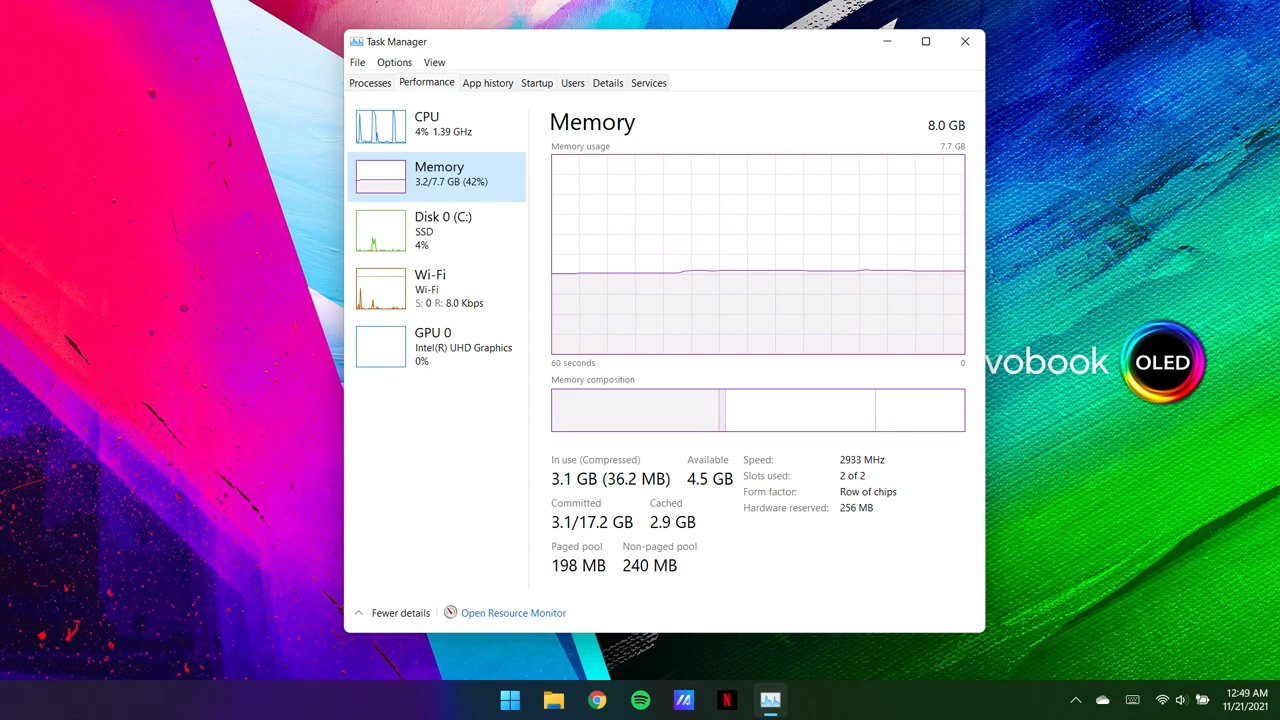 Task Manager
File Options View
Processes Performance App history Startup Users Details Services
CPU
4% 1.39 GHz
Memory
3.2/7.7 GB (42%)
Disk 0 (C:)
SSD
4%
Wi-Fi
Wi-Fi
S: 0 R: 8.0 Kbps
GPU 0
Intel(R) UHD Graphics
0%
Memory 8.0 GB
Memory usage 7.7 GB
60 seconds 0
Memory composition
In use (Compressed) Available
3.1 GB (36.2 MB) 4.5 GB
Committed Cached
3.1/17.2 GB 2.9 GB
Paged pool Non-paged pool
198 MB 240 MB
Speed: 2933 MHz
Slots used: 2 of 2
Form factor: Row of chips
Hardware reserved: 256 MB
Fewer details Open Resource Monitor
vobook OLED
N
12:49 AM
11/21/2021